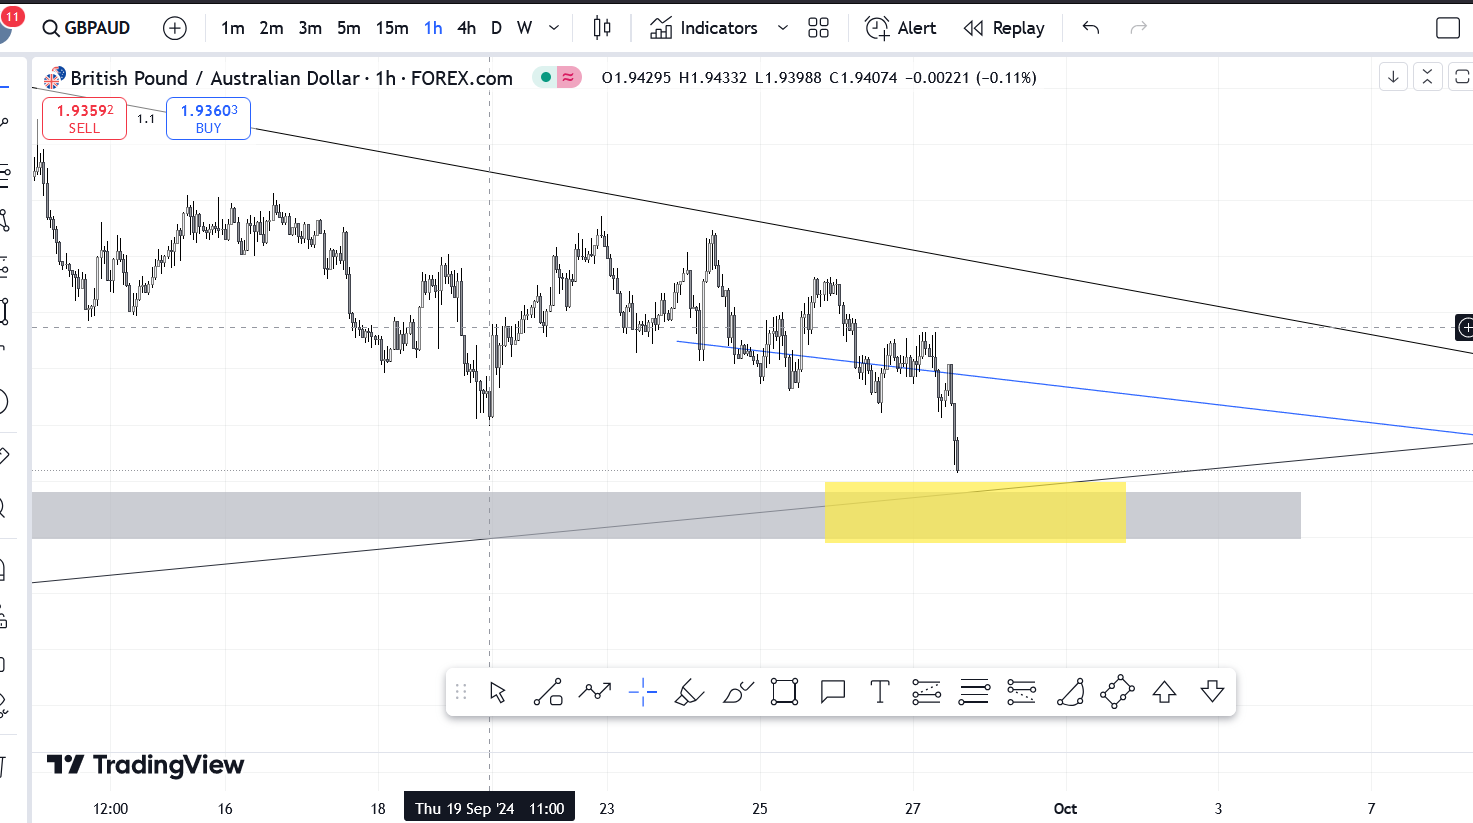 11
GBPAUD 1m 2m 3m 5m 15m 1h 4h D W Indicators Alert Replay
British Pound / Australian Dollar · 1h · FOREX.com ≈ O1.94295 H1.94332 L1.93988 C1.94074 −0.00221 (−0.11%)
1.93592 1.1 1.93603
SELL BUY
T
TradingView
12:00 16 18 Thu 19 Sep '24 11:00 23 25 27 Oct 3 7